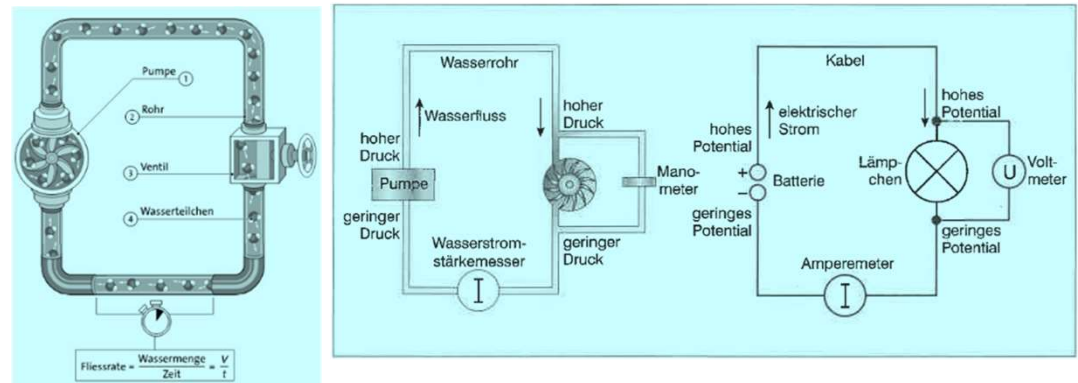 Pumpe 1
2 Rohr
3 Ventil
4 Wasserteilchen
Fliessrate = Wassermenge / Zeit = V / t
Wasserrohr
Wasserfluss
hoher
Druck
hoher
Druck
Pumpe
geringer
Druck
Mano-
meter
geringer
Druck
Wasserstrom-
stärkemesser
I
Kabel
elektrischer
Strom
hohes
Potential
hohes
Potential
+
−
Batterie
geringes
Potential
Lämp-
chen
U
Volt-
meter
geringes
Potential
Amperemeter
I